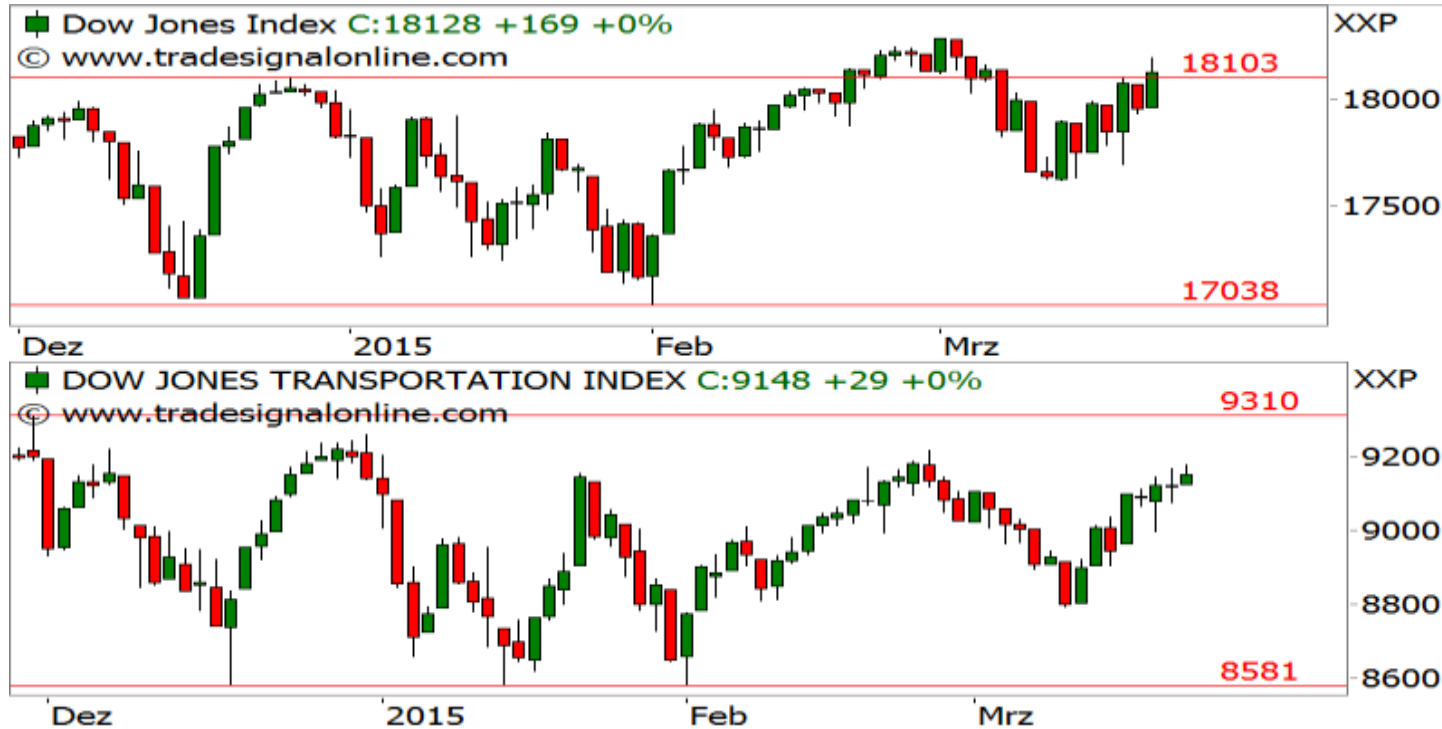 Dow Jones Index C:18128 +169 +0%
XXP
© www.tradesignalonline.com
18103
18000
17500
17038
Dez 2015 Feb Mrz
DOW JONES TRANSPORTATION INDEX C:9148 +29 +0%
XXP
© www.tradesignalonline.com
9310
9200
9000
8800
8581
8600
Dez 2015 Feb Mrz